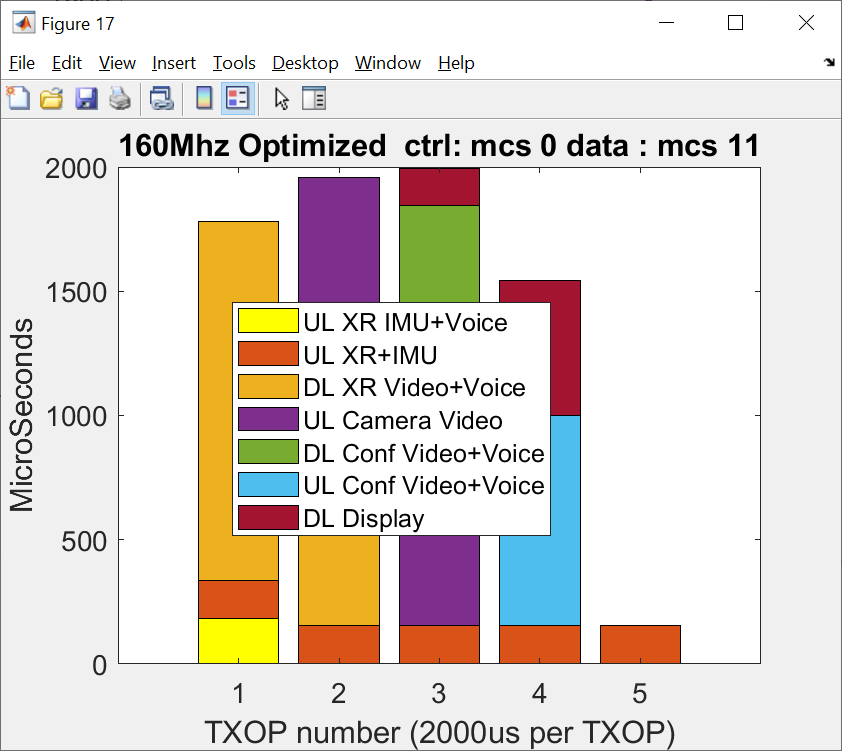 Figure 17
File Edit View Insert Tools Desktop Window Help
160Mhz Optimized  ctrl: mcs 0 data : mcs 11
2000
1500
1000
500
0
MicroSeconds
UL XR IMU+Voice
UL XR+IMU
DL XR Video+Voice
UL Camera Video
DL Conf Video+Voice
UL Conf Video+Voice
DL Display
1 2 3 4 5
TXOP number (2000us per TXOP)